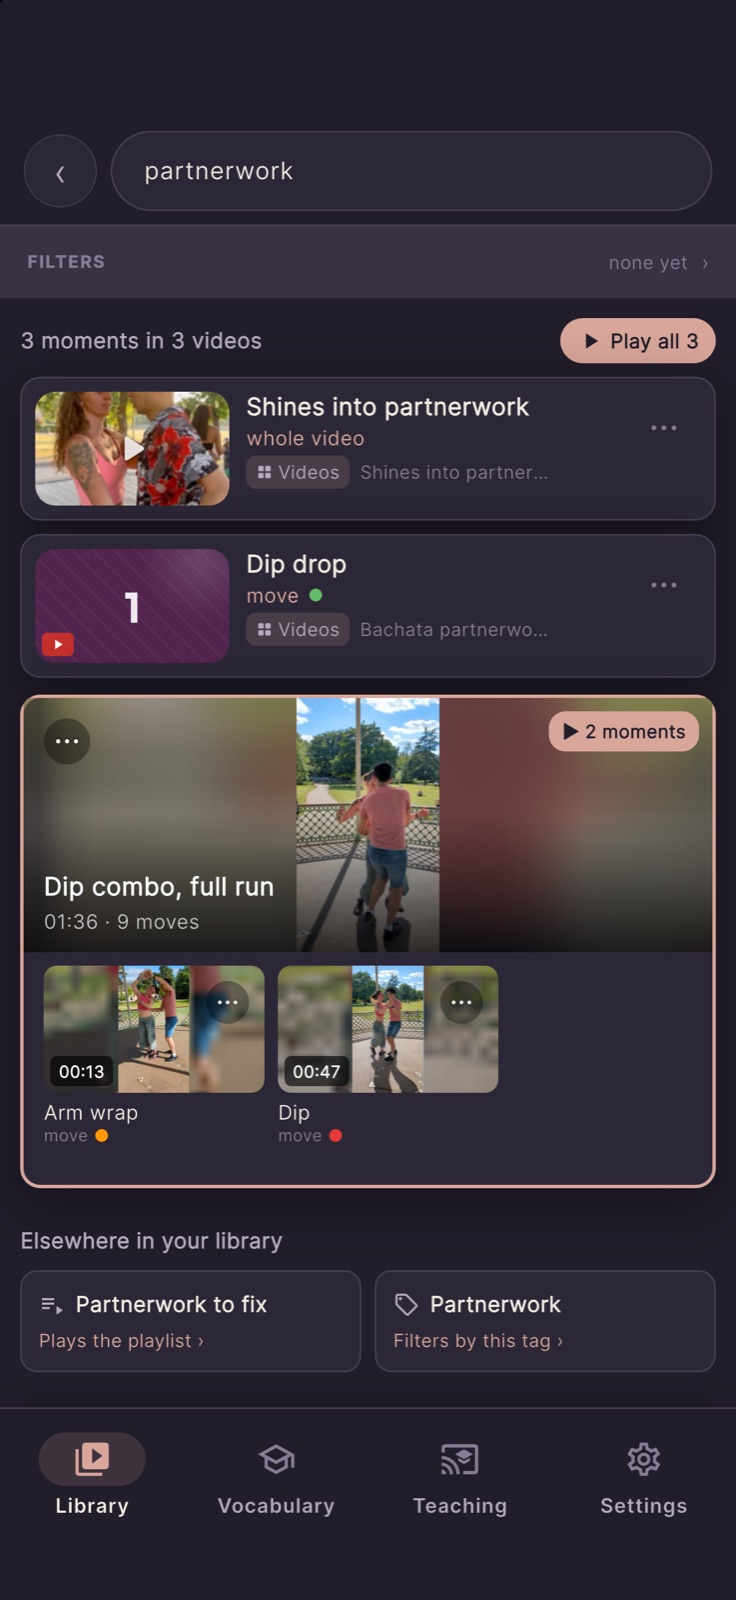 partnerwork
FILTERS
none yet ›
3 moments in 3 videos
Play all 3
Shines into partnerwork
whole video
Videos
Shines into partner...
1
Dip drop
move
Videos
Bachata partnerwo...
2 moments
Dip combo, full run
01:36 · 9 moves
00:13
00:47
Arm wrap
move
Dip
move
Elsewhere in your library
Partnerwork to fix
Plays the playlist ›
Partnerwork
Filters by this tag ›
Library
Vocabulary
Teaching
Settings